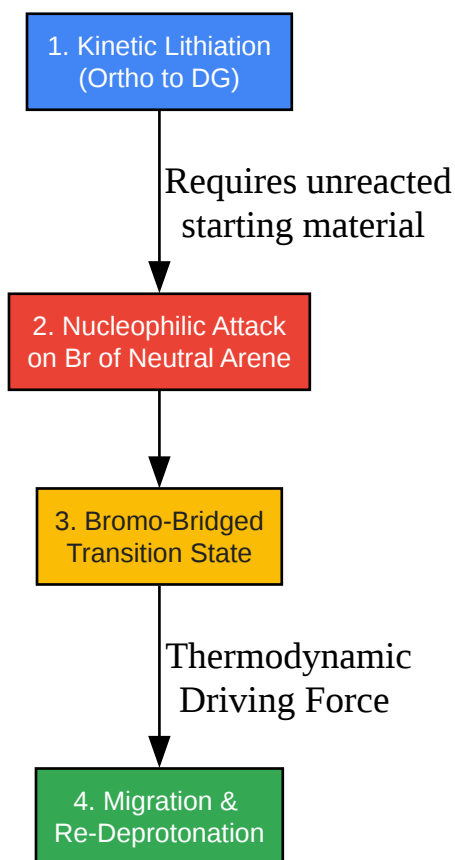 1. Kinetic Lithiation
(Ortho to DG)
Requires unreacted
starting material
2. Nucleophilic Attack
on Br of Neutral Arene
3. Bromo-Bridged
Transition State
Thermodynamic
Driving Force
4. Migration &
Re-Deprotonation